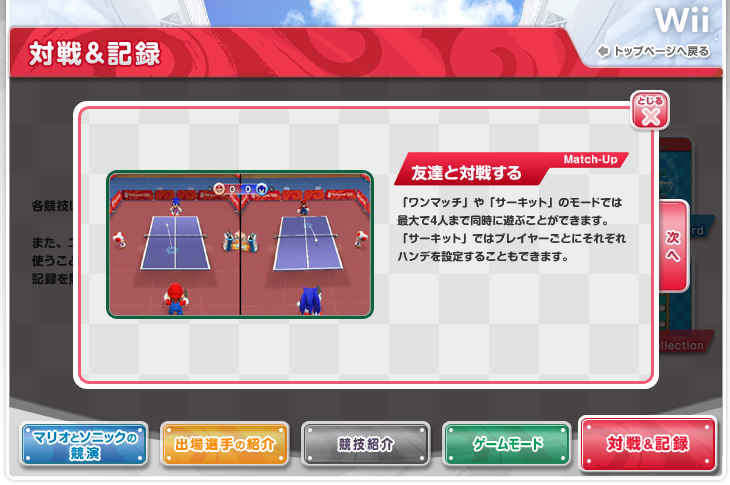 Wii
トップページへ戻る
対戦&記録
とじる
Match-Up
友達と対戦する
「ワンマッチ」や「サーキット」のモードでは
最大で4人まで同時に遊ぶことができます。
「サーキット」ではプレイヤーごとにそれぞれ
ハンデを設定することもできます。
0 0
次へ
各競技
また、
使うこと
記録を
rd
llection
マリオとソニックの
競演
出場選手の紹介
競技紹介
ゲームモード
対戦&記録